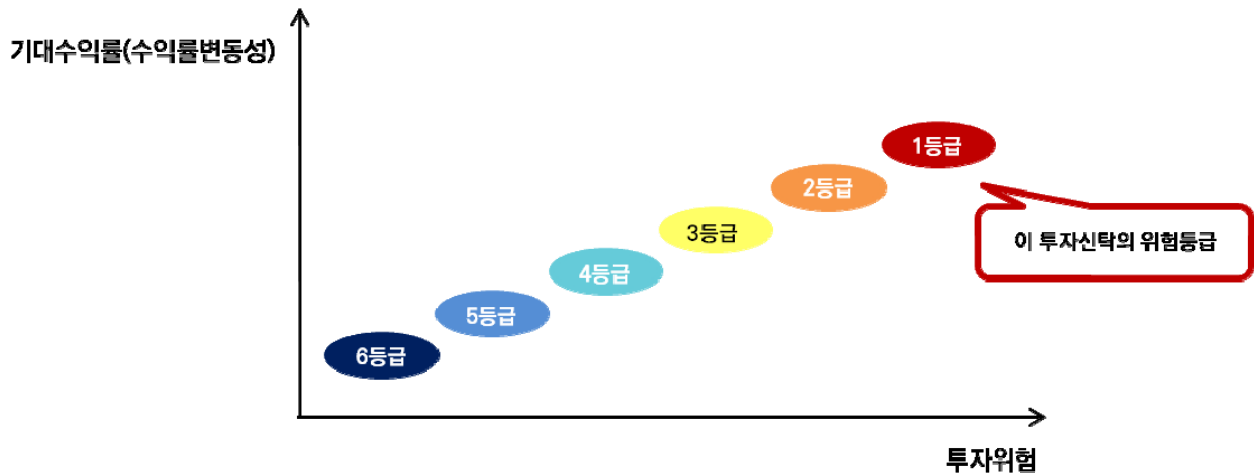 기대수익률(수익률변동성)
1등급
2등급
3등급
이 투자신탁의 위험등급
4등급
5등급
6등급
투자위험